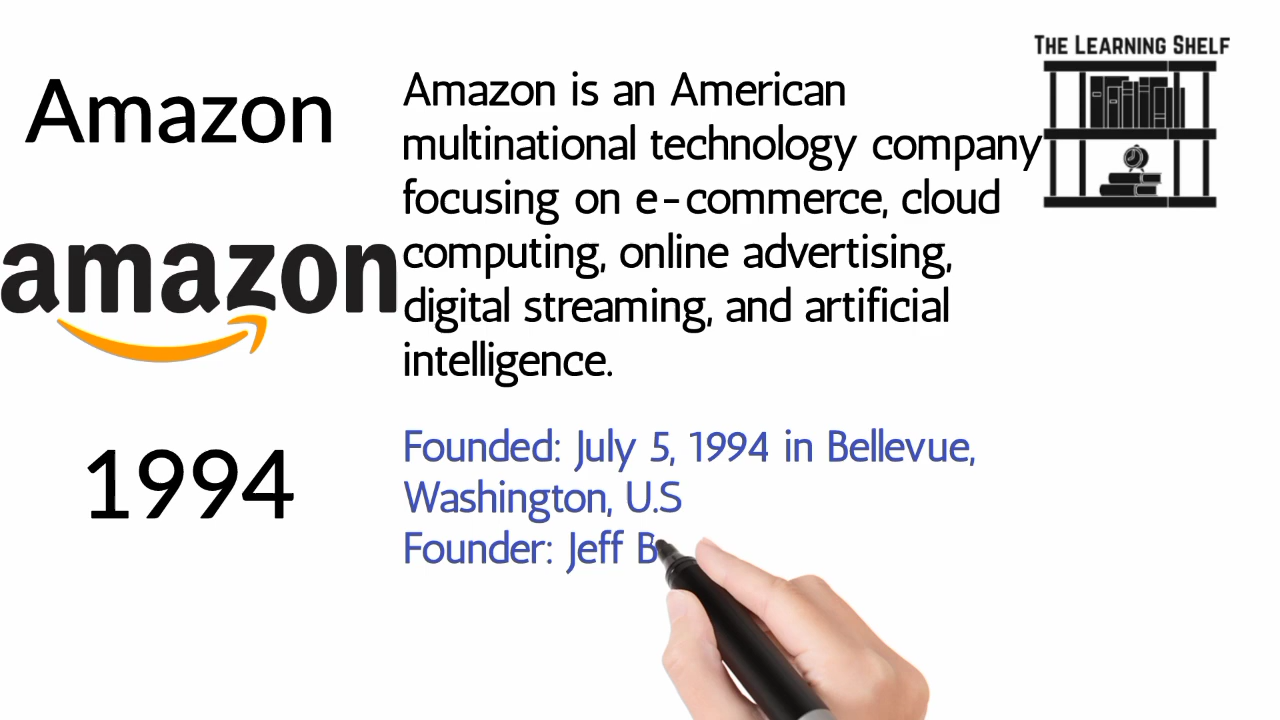 THE LEARNING SHELF
Amazon
Amazon is an American
multinational technology company
focusing on e-commerce, cloud
computing, online advertising,
digital streaming, and artificial
intelligence.
amazon
1994
Founded: July 5, 1994 in Bellevue,
Washington, U.S
Founder: Jeff B